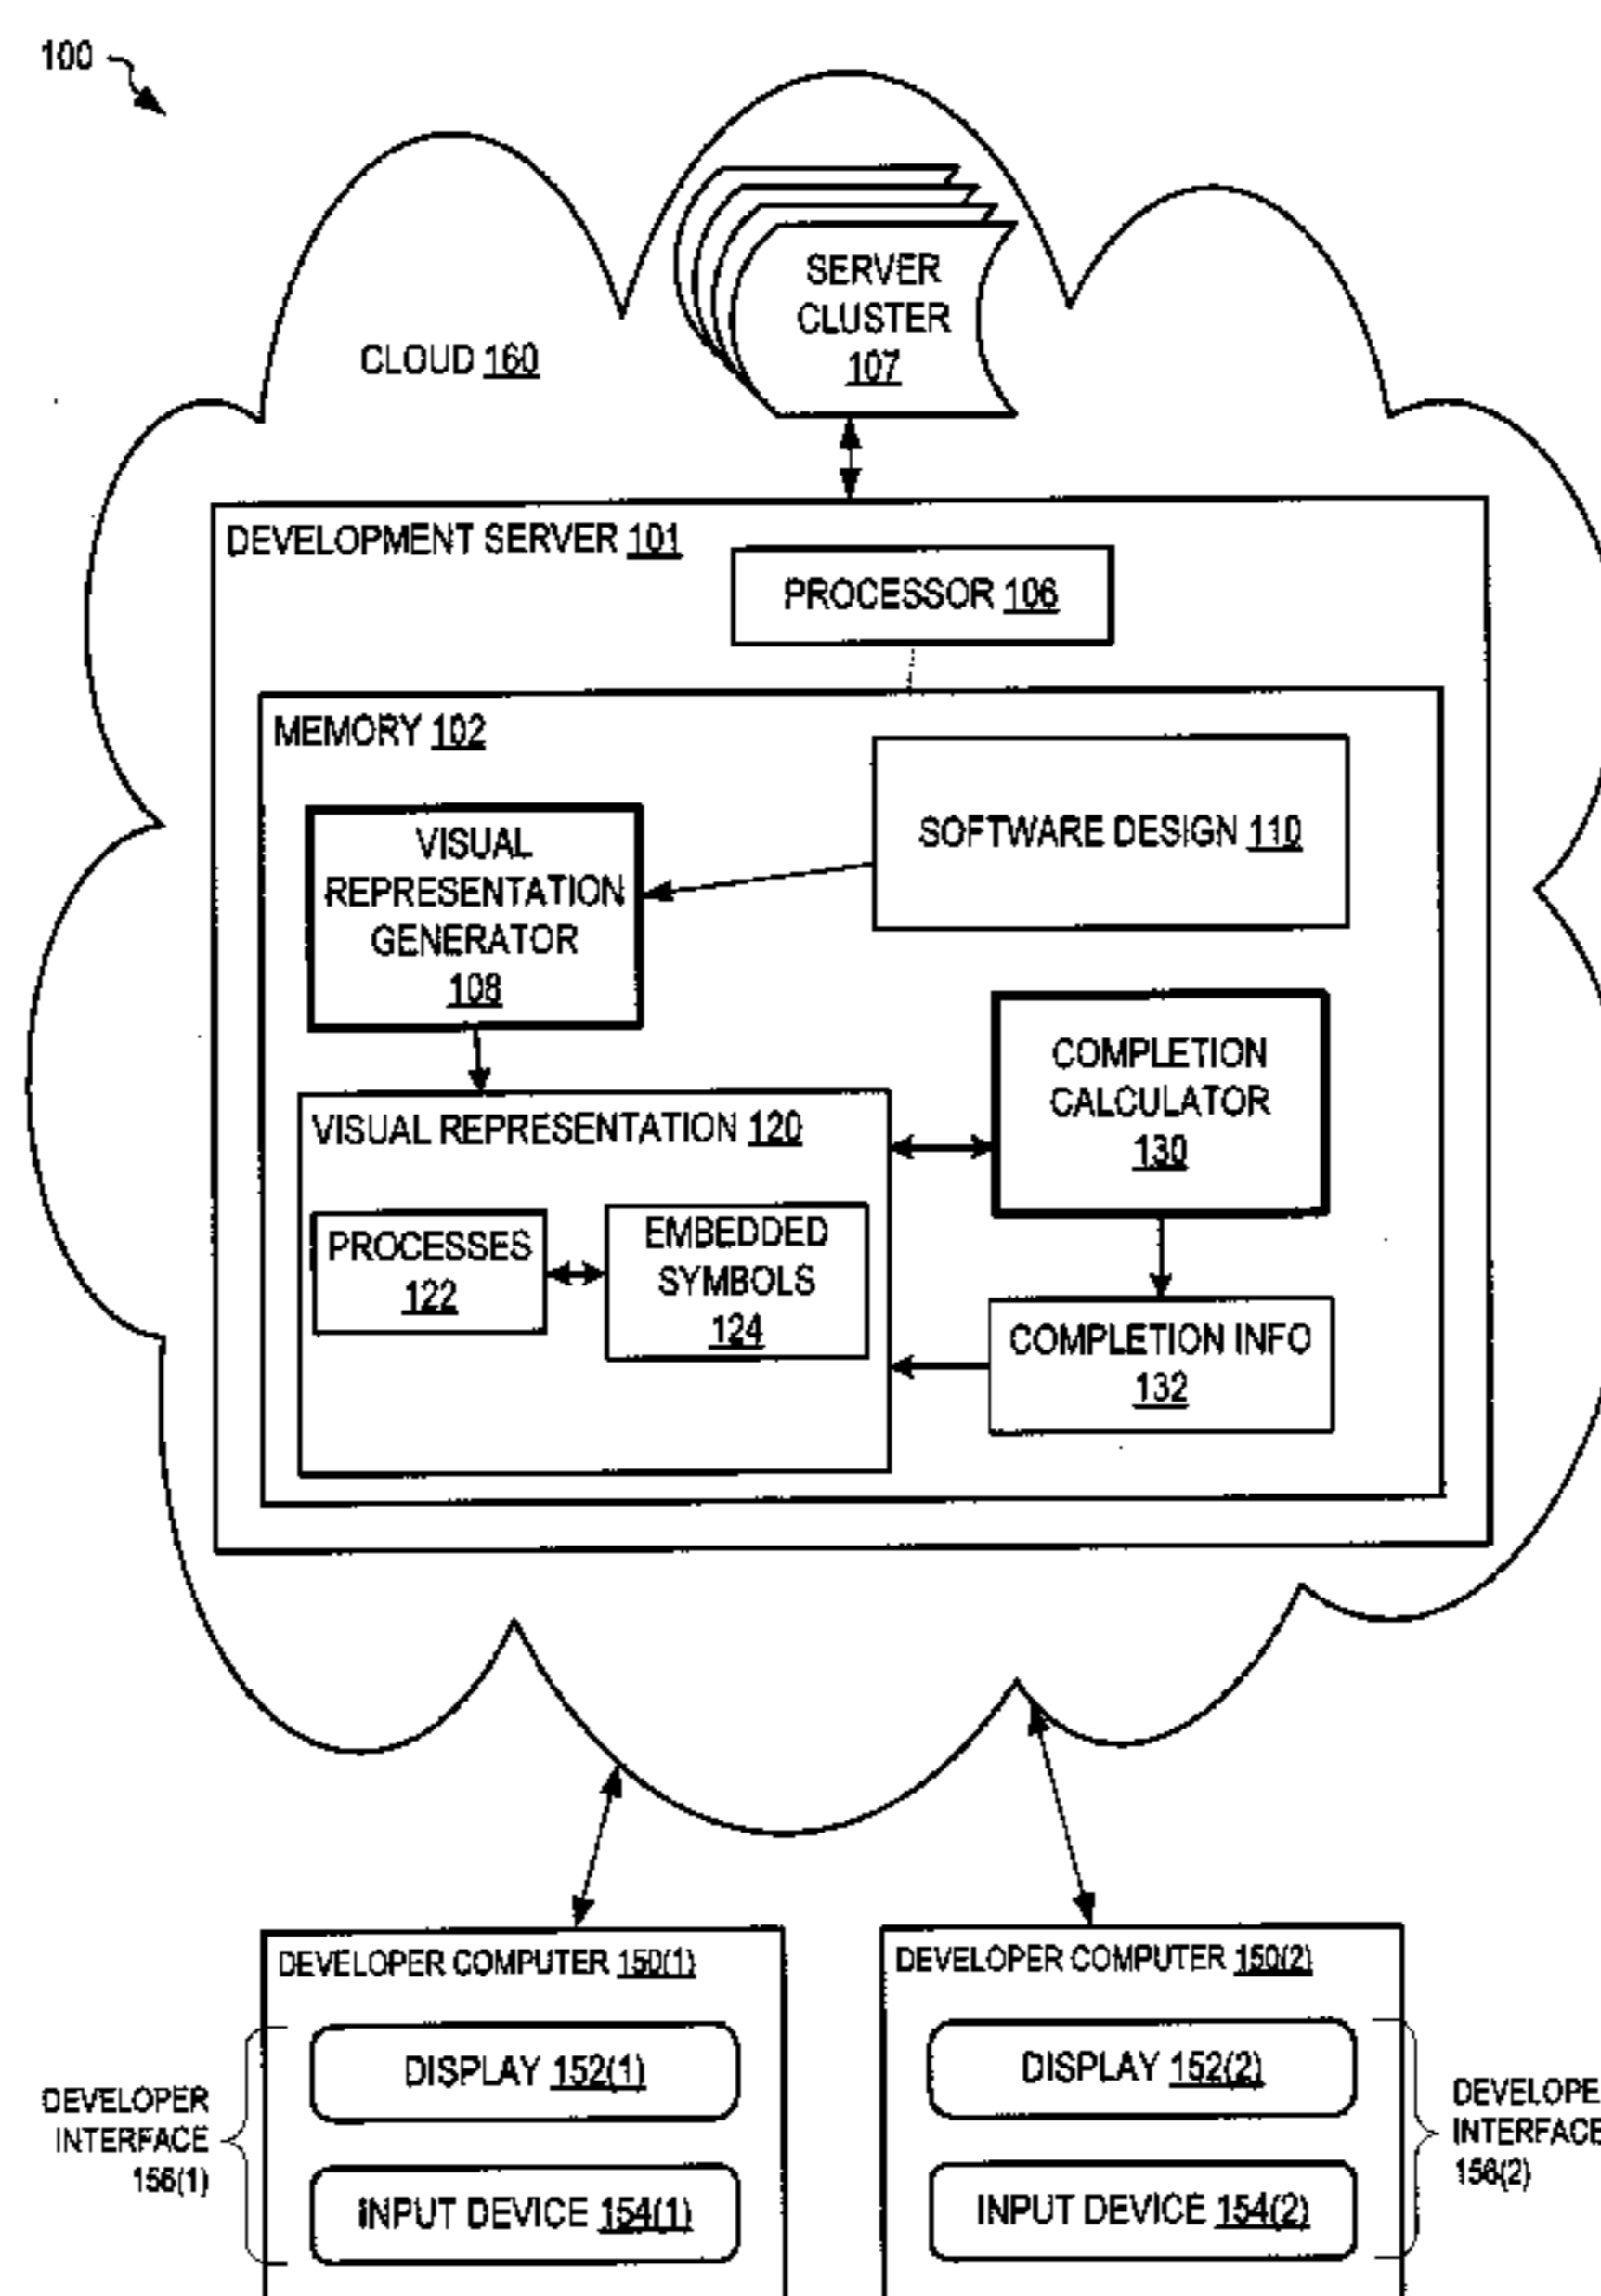 100
SERVER
CLUSTER
107
CLOUD 160
DEVELOPMENT SERVER 101
PROCESSOR 106
MEMORY 102
SOFTWARE DESIGN 110
VISUAL
REPRESENTATION
GENERATOR
108
COMPLETION
CALCULATOR
130
VISUAL REPRESENTATION 120
PROCESSES
122
EMBEDDED
SYMBOLS
124
COMPLETION INFO
132
DEVELOPER COMPUTER 150(1)
DISPLAY 152(1)
INPUT DEVICE 154(1)
DEVELOPER
INTERFACE
156(1)
DEVELOPER COMPUTER 150(2)
DISPLAY 152(2)
INPUT DEVICE 154(2)
DEVELOPE
INTERFACE
156(2)